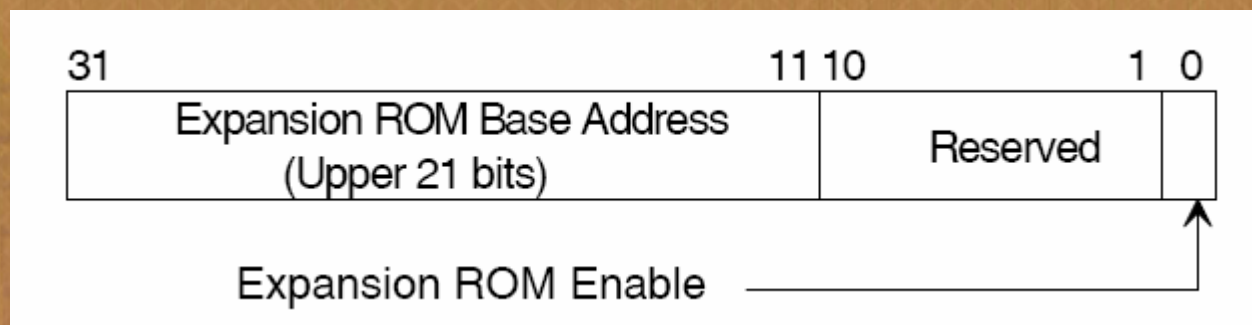 31 11 10 1 0
Expansion ROM Base Address
(Upper 21 bits)
Reserved
Expansion ROM Enable